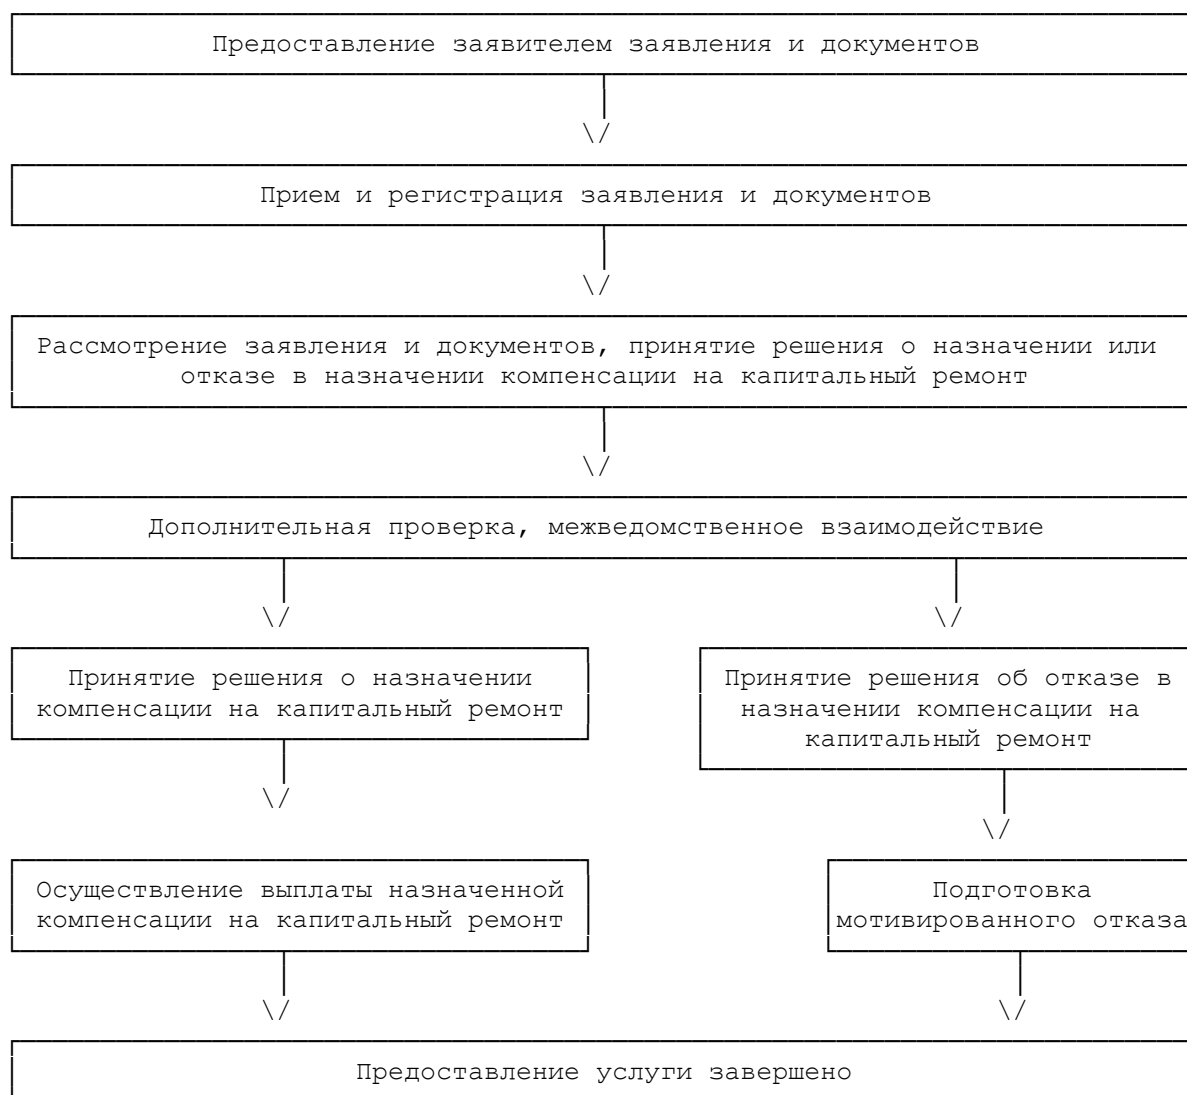 Предоставление заявителем заявления и документов
Прием и регистрация заявления и документов
Рассмотрение заявления и документов, принятие решения о назначении или
отказе в назначении компенсации на капитальный ремонт
Дополнительная проверка, межведомственное взаимодействие
Принятие решения о назначении
компенсации на капитальный ремонт
Принятие решения об отказе в
назначении компенсации на
капитальный ремонт
Осуществление выплаты назначенной
компенсации на капитальный ремонт
Подготовка
мотивированного отказа
Предоставление услуги завершено